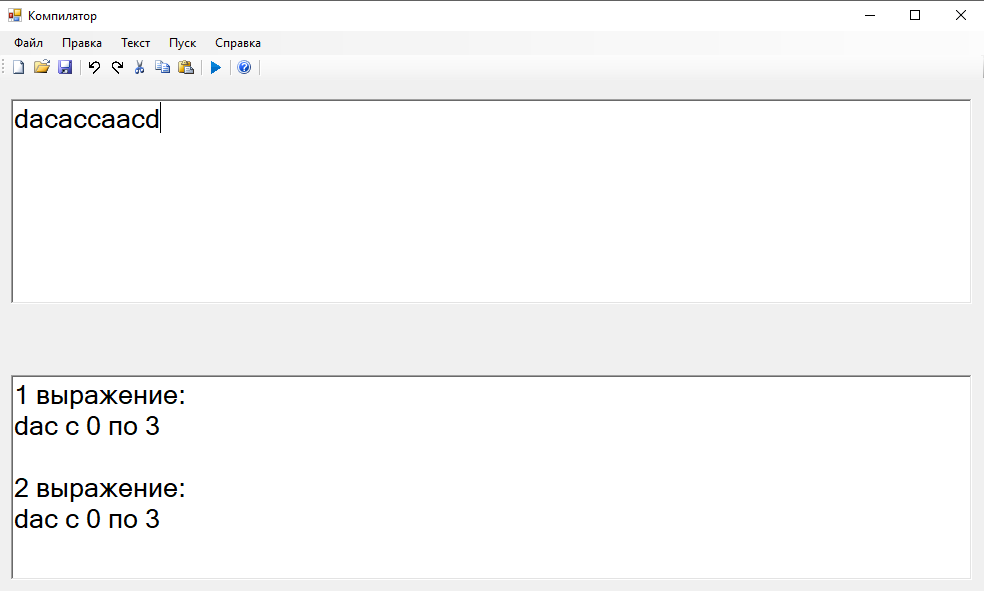 Компилятор
Файл Правка Текст Пуск Справка
dacaccaacd
1 выражение:
dac с 0 по 3
2 выражение:
dac с 0 по 3